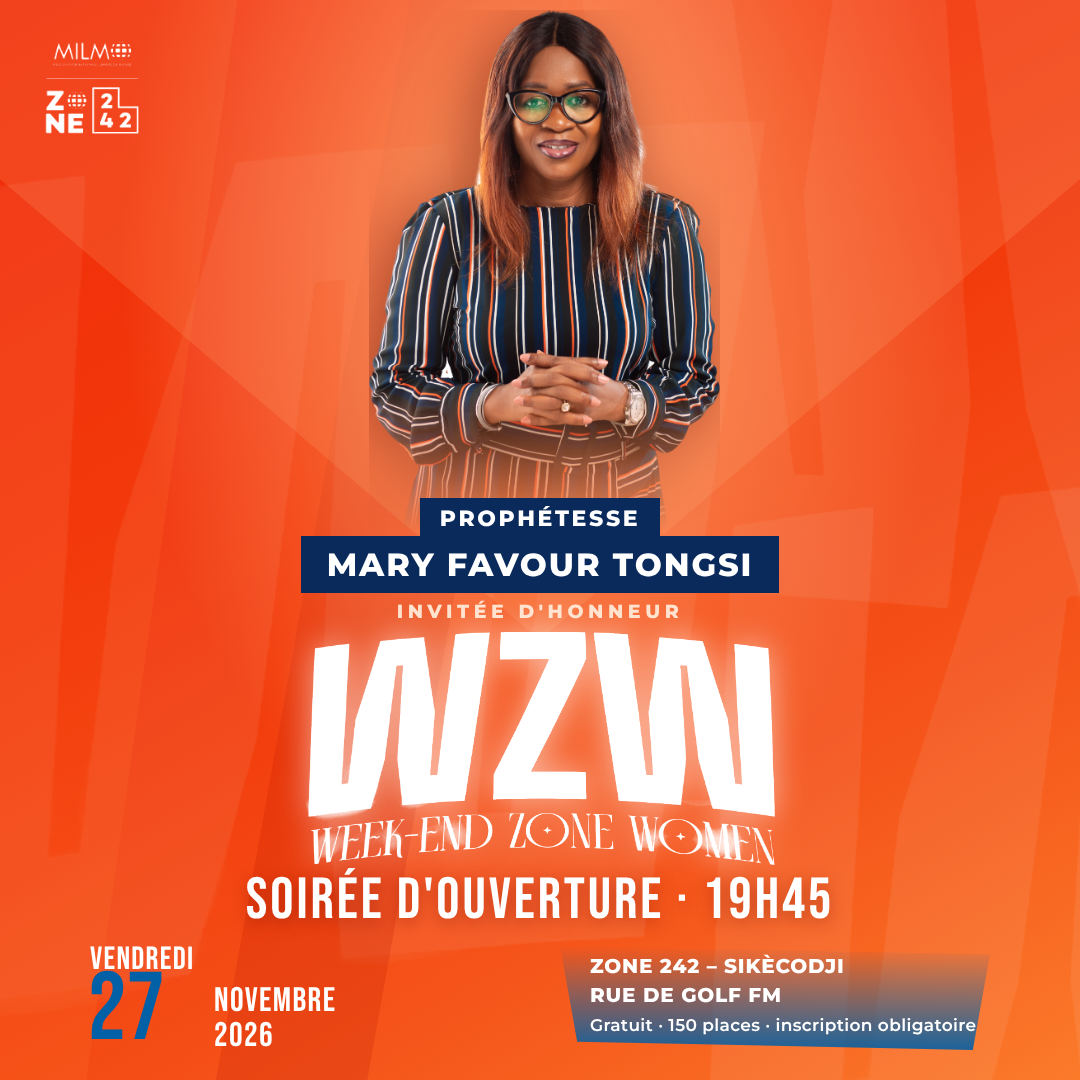 MILMO
ZONE 242
PROPHÉTESSE
MARY FAVOUR TONGSI
INVITÉE D'HONNEUR
WZW
WEEK-END ZONE WOMEN
SOIRÉE D'OUVERTURE · 19H45
VENDREDI
27
NOVEMBRE
2026
ZONE 242 – SIKÈCODJI
RUE DE GOLF FM
Gratuit · 150 places · inscription obligatoire